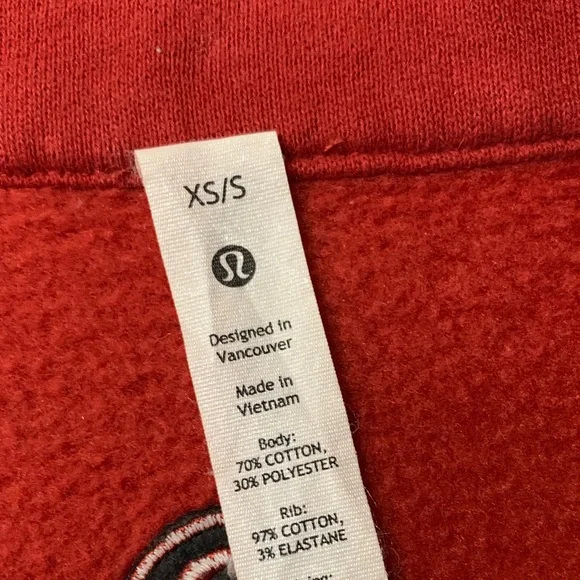 XS/S
Designed in
Vancouver
Made in
Vietnam
Body:
70% COTTON,
30% POLYESTER
Rib:
97% COTTON,
3% ELASTANE